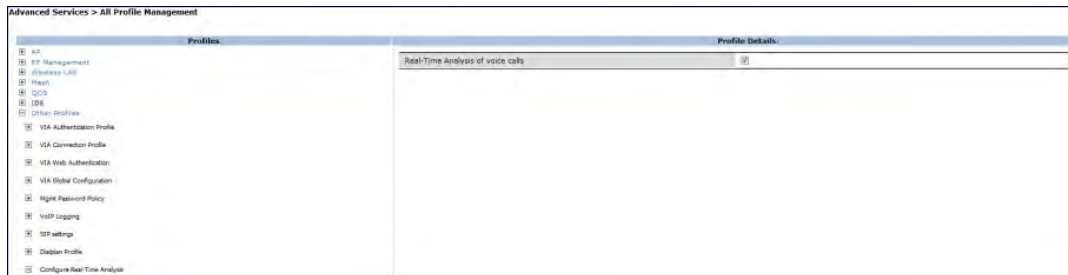 Advanced Services > All Profile Management
Profiles
Profile Details
AP
RF Management
Wireless LAN
Mesh
QOS
IDS
Other Profiles
VIA Authentication Profile
VIA Connection Profile
VIA Web Authentication
VIA Global Configuration
Mgmt Password Policy
VoIP Logging
SIP settings
Dialplan Profile
Configure Real-Time Analysis
Real-Time Analysis of voice calls